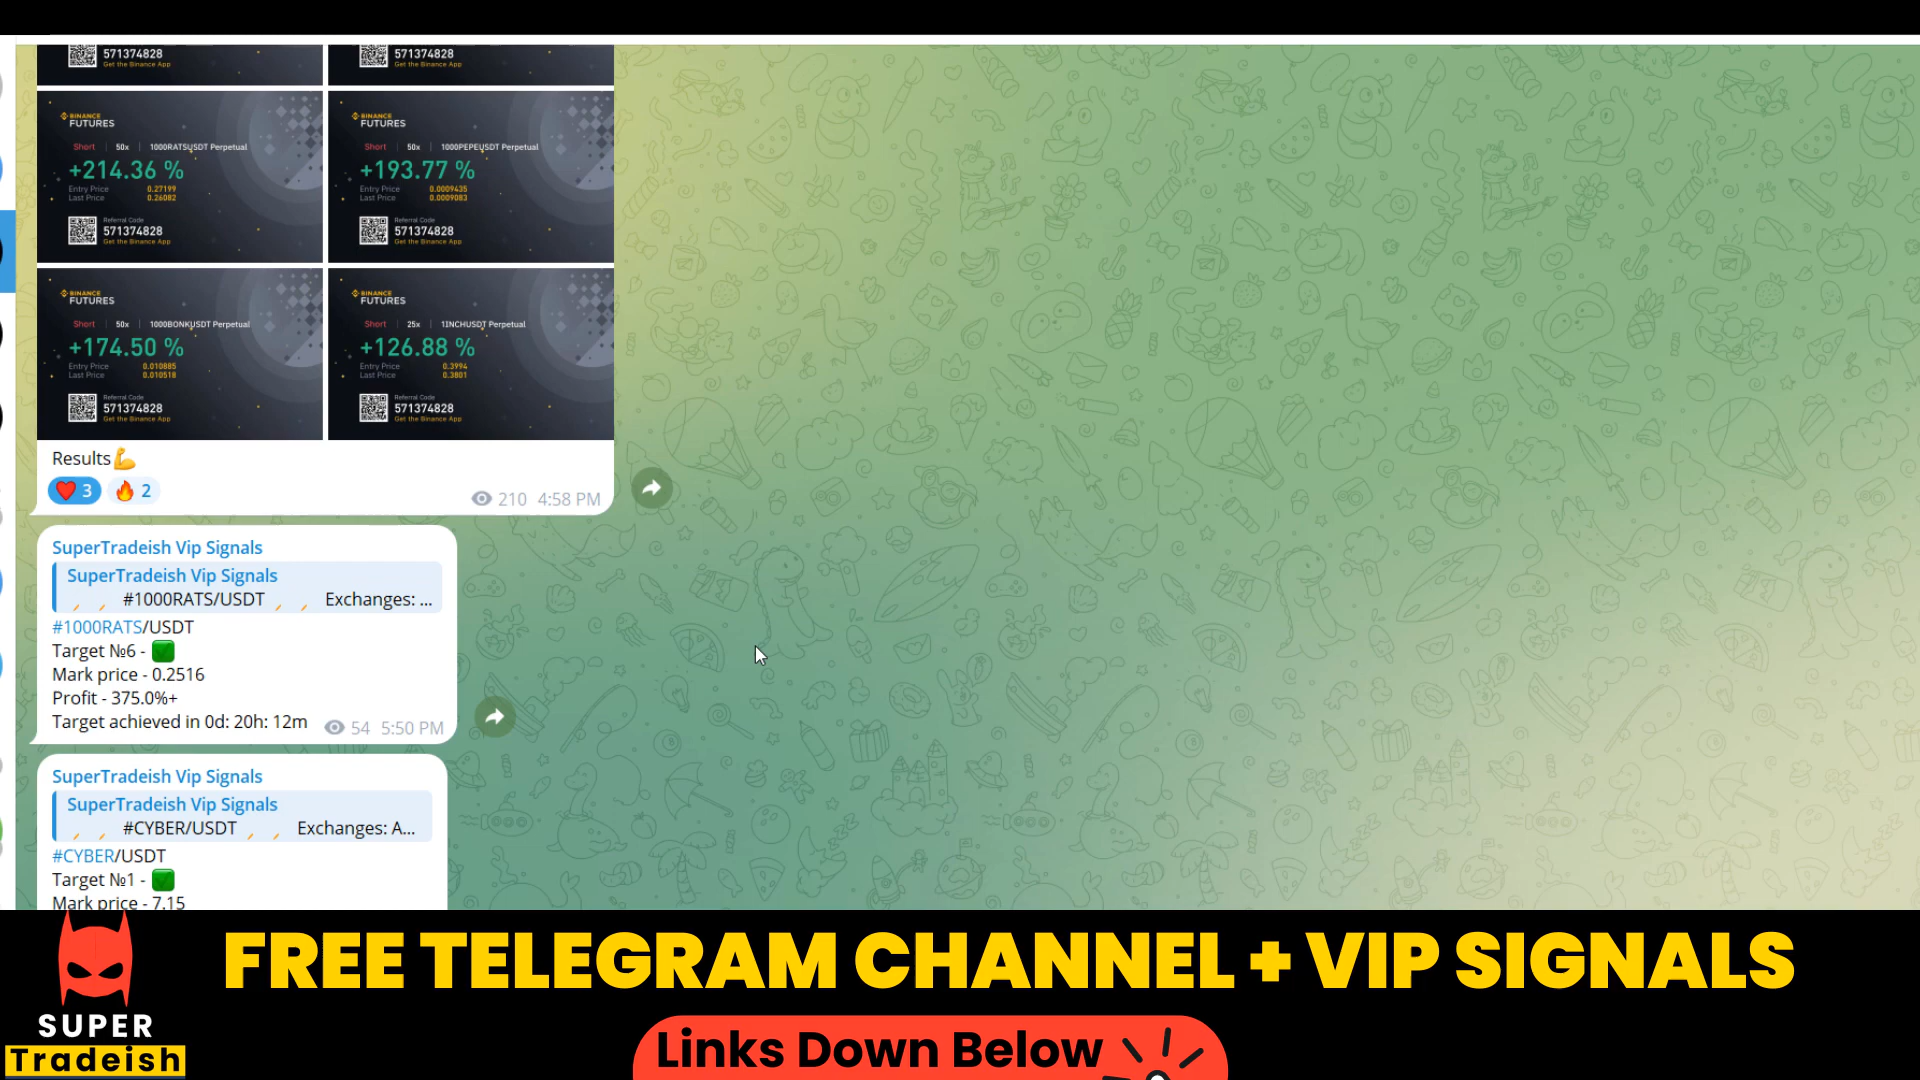 571374828
Get the Binance App
571374828
Get the Binance App
BINANCE
FUTURES
Short | 50x | 1000RATSUSDT Perpetual
+214.36 %
Entry Price 0.27199
Last Price 0.26082
Referral Code
571374828
Get the Binance App
BINANCE
FUTURES
Short | 50x | 1000PEPEUSDT Perpetual
+193.77 %
Entry Price 0.0009435
Last Price 0.0009083
Referral Code
571374828
Get the Binance App
BINANCE
FUTURES
Short | 50x | 1000BONKUSDT Perpetual
+174.50 %
Entry Price 0.010885
Last Price 0.010518
Referral Code
571374828
Get the Binance App
BINANCE
FUTURES
Short | 25x | 1INCHUSDT Perpetual
+126.88 %
Entry Price 0.3994
Last Price 0.3801
Referral Code
571374828
Get the Binance App
Results💪
❤️ 3 🔥 2
210 4:58 PM
SuperTradeish Vip Signals
SuperTradeish Vip Signals
#1000RATS/USDT Exchanges: ...
#1000RATS/USDT
Target №6 - ✅
Mark price - 0.2516
Profit - 375.0%+
Target achieved in 0d: 20h: 12m 54 5:50 PM
SuperTradeish Vip Signals
SuperTradeish Vip Signals
#CYBER/USDT Exchanges: A...
#CYBER/USDT
Target №1 - ✅
Mark price - 7.15
FREE TELEGRAM CHANNEL + VIP SIGNALS
SUPER
Tradeish
Links Down Below